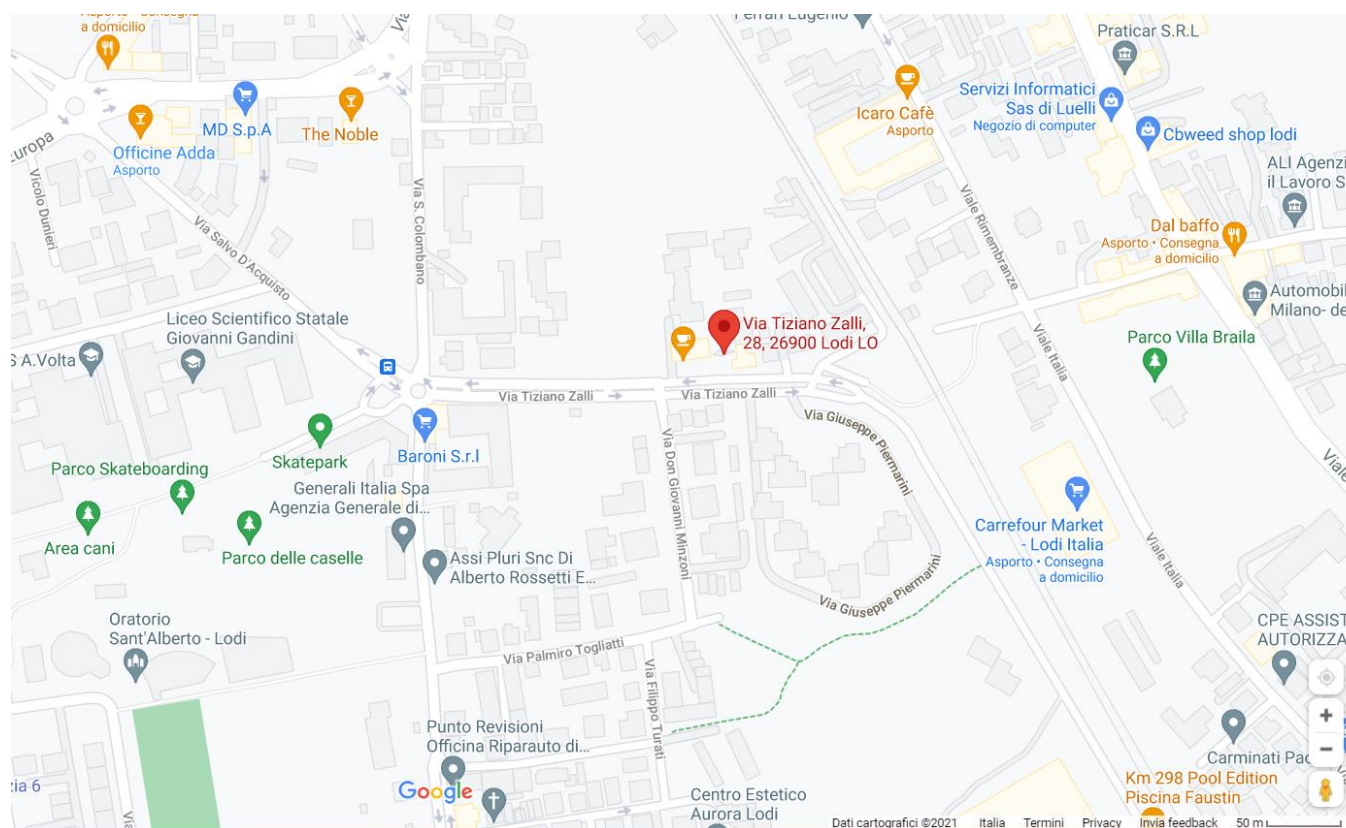 Asporto · Consegna
a domicilio
Ferrari Eugenio
Praticar S.R.L
MD S.p.A
The Noble
Icaro Cafè
Asporto
Servizi Informatici
Sas di Luelli
Negozio di computer
Cbweed shop lodi
Europa
Officine Adda
Asporto
ALI Agenzi
il Lavoro S
Vicolo Dunieri
Via Salvo D'Acquisto
Via S. Colombano
Viale Rimembranze
Dal baffo
Asporto • Consegna
a domicilio
Automobil
Milano- de
Liceo Scientifico Statale
Giovanni Gandini
S A.Volta
Via Tiziano Zalli,
28, 26900 Lodi LO
Viale Italia
Parco Villa Braila
Via Tiziano Zalli
Via Tiziano Zalli
Via Giuseppe Piermarini
Baroni S.r.l
Skatepark
Parco Skateboarding
Via Don Giovanni Minzoni
Viale
Generali Italia Spa
Agenzia Generale di...
Area cani
Parco delle caselle
Assi Pluri Snc Di
Alberto Rossetti E...
Carrefour Market
- Lodi Italia
Asporto • Consegna
a domicilio
Viale Italia
Via Giuseppe Piermarini
Oratorio
Sant'Alberto - Lodi
CPE ASSIST
AUTORIZZA
Via Palmiro Togliatti
Via Filippo Turati
Punto Revisioni
Officina Riparauto di...
Carminati Pao
zia 6
Google
Km 298 Pool Edition
Piscina Faustin
Centro Estetico
Aurora Lodi
Via
Dati cartografici ©2021 Italia Termini Privacy Invia feedback 50 m